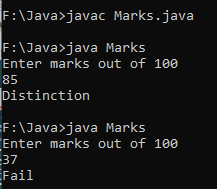 F:\Java>javac Marks.java
F:\Java>java Marks
Enter marks out of 100
85
Distinction
F:\Java>java Marks
Enter marks out of 100
37
Fail